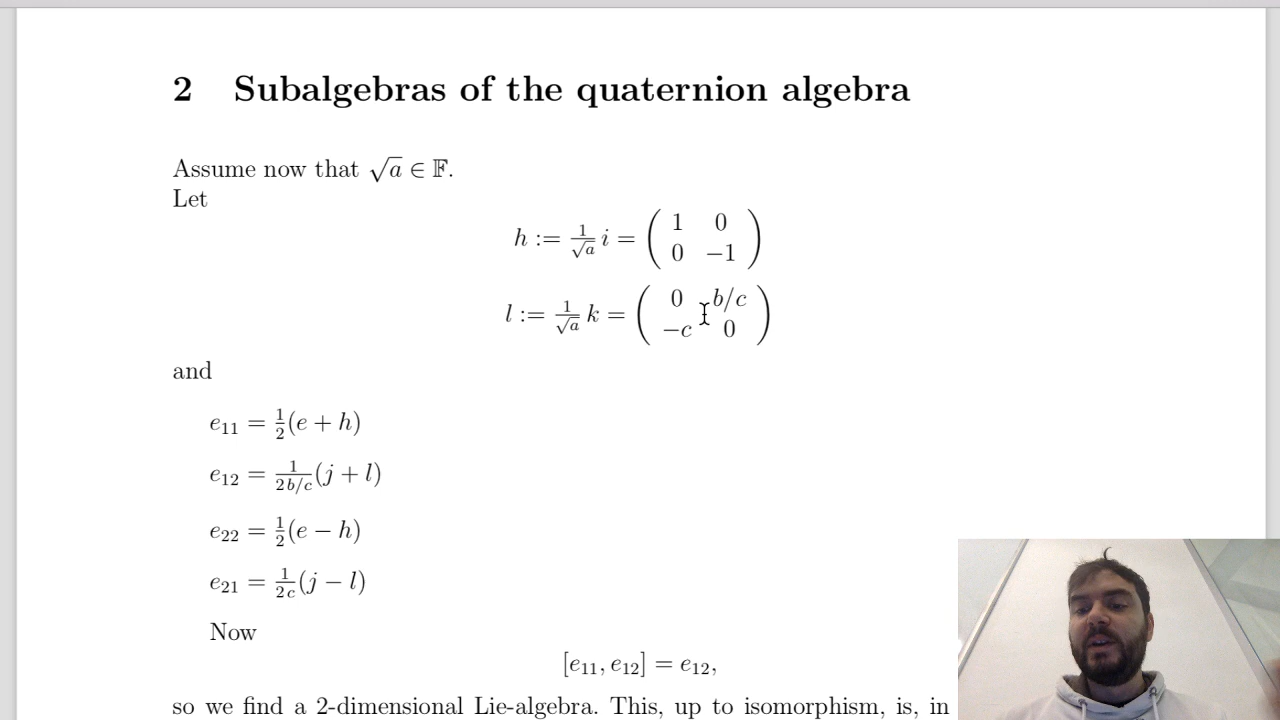 2 Subalgebras of the quaternion algebra
Assume now that √a ∈ 𝔽.
Let
h := 1/√a i = ( 1 0 ; 0 −1 )
l := 1/√a k = ( 0 b/c ; −c 0 )
and
e₁₁ = 1/2(e + h)
e₁₂ = 1/(2b/c)(j + l)
e₂₂ = 1/2(e − h)
e₂₁ = 1/(2c)(j − l)
Now
[e₁₁, e₁₂] = e₁₂,
so we find a 2-dimensional Lie-algebra. This, up to isomorphism, is, in